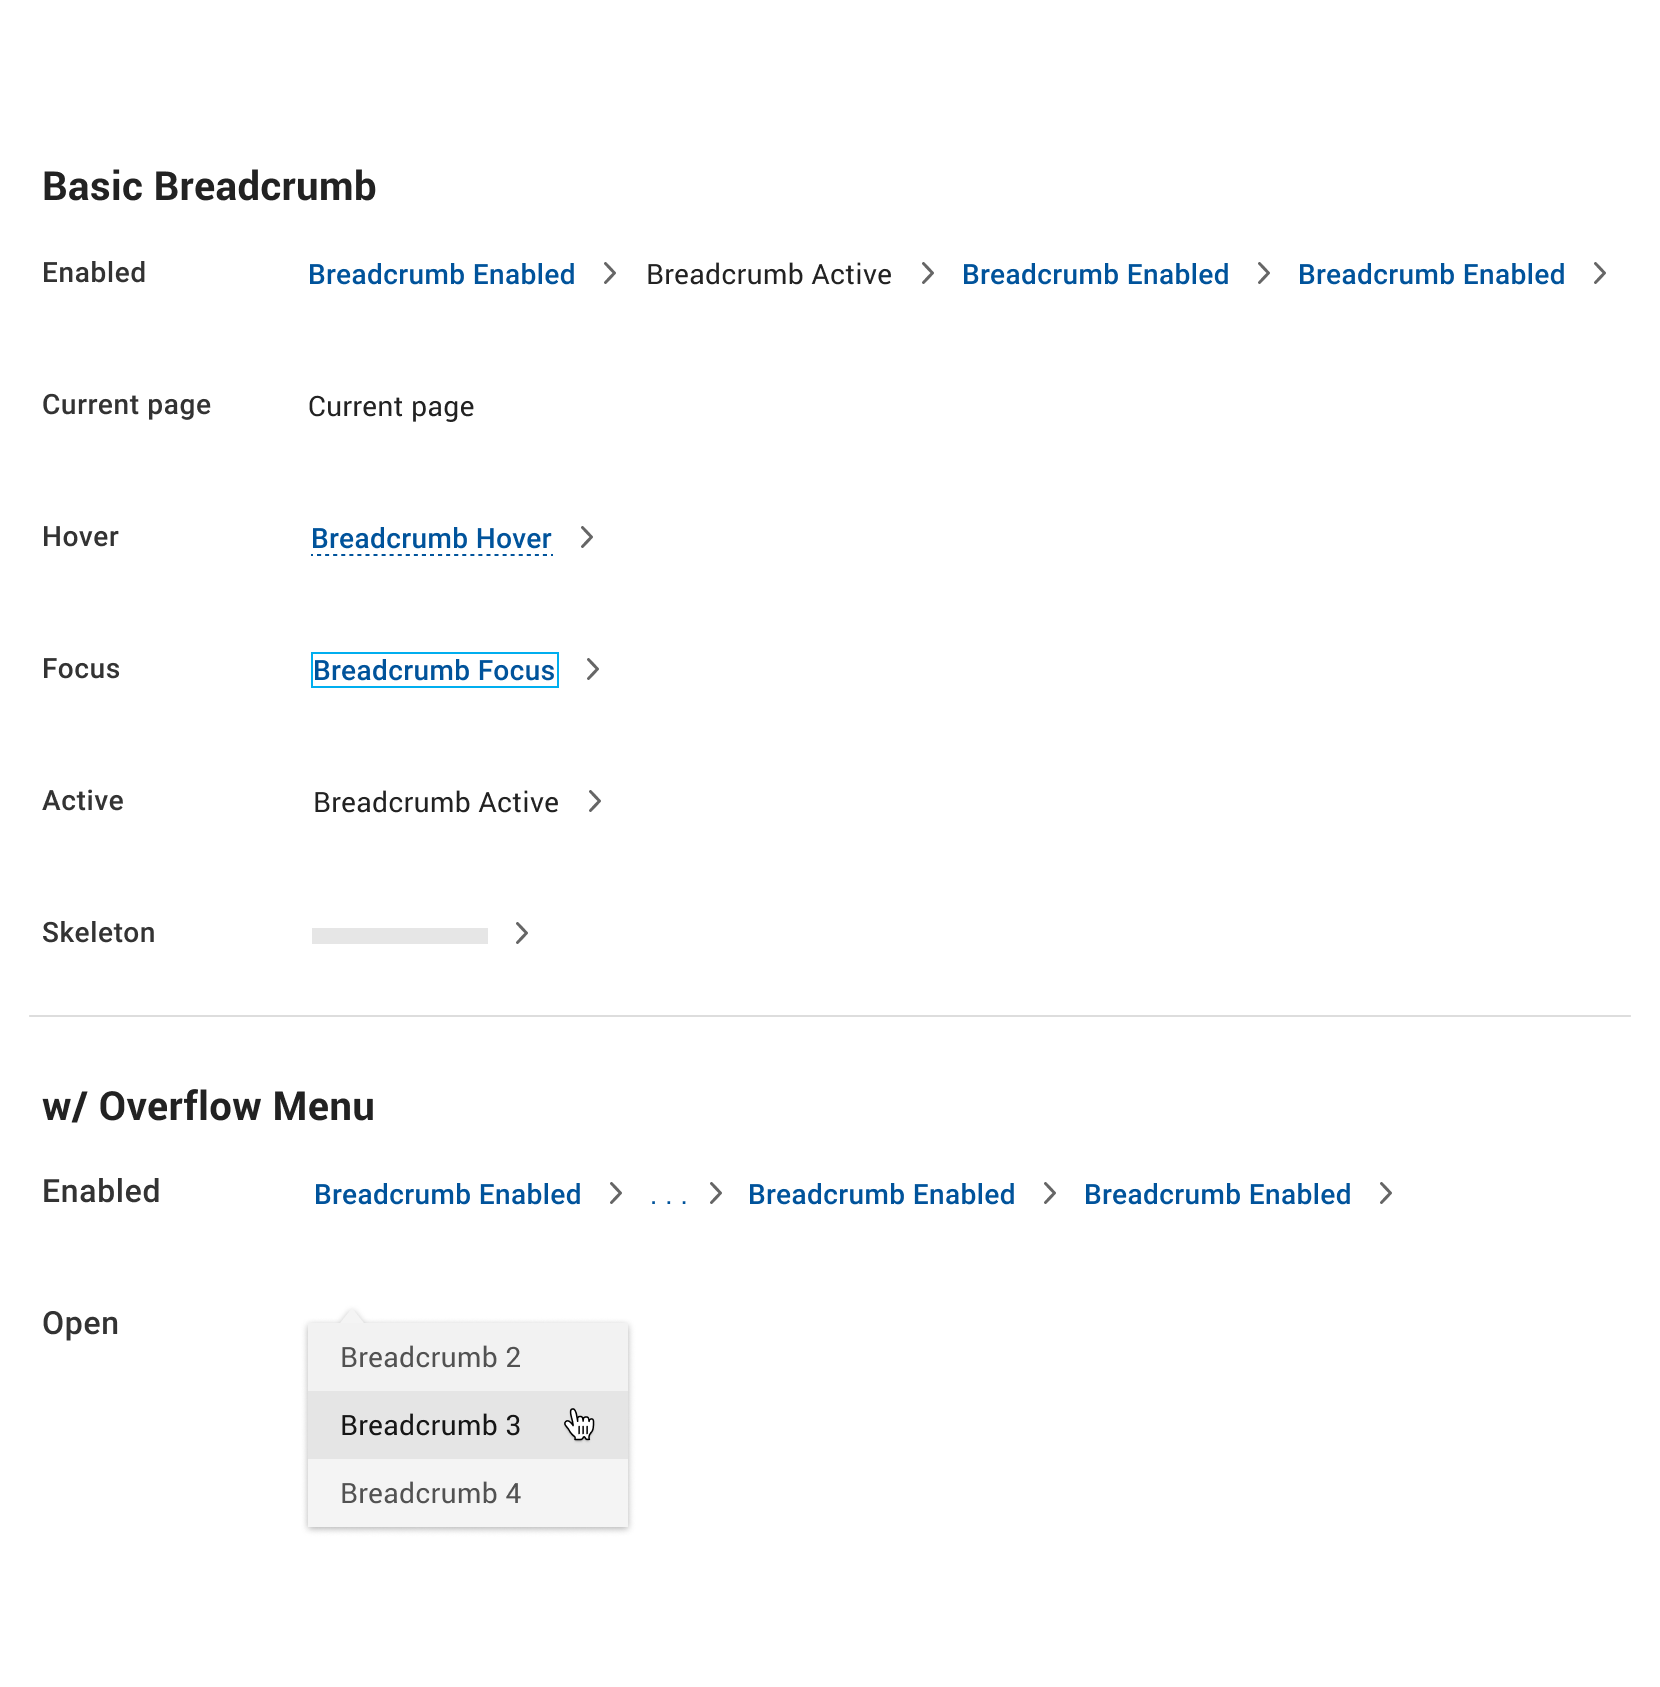 Basic Breadcrumb
Enabled Breadcrumb Enabled > Breadcrumb Active > Breadcrumb Enabled > Breadcrumb Enabled >
Current page Current page
Hover Breadcrumb Hover >
Focus Breadcrumb Focus >
Active Breadcrumb Active >
Skeleton >
w/ Overflow Menu
Enabled Breadcrumb Enabled > ... > Breadcrumb Enabled > Breadcrumb Enabled >
Open
Breadcrumb 2
Breadcrumb 3
Breadcrumb 4